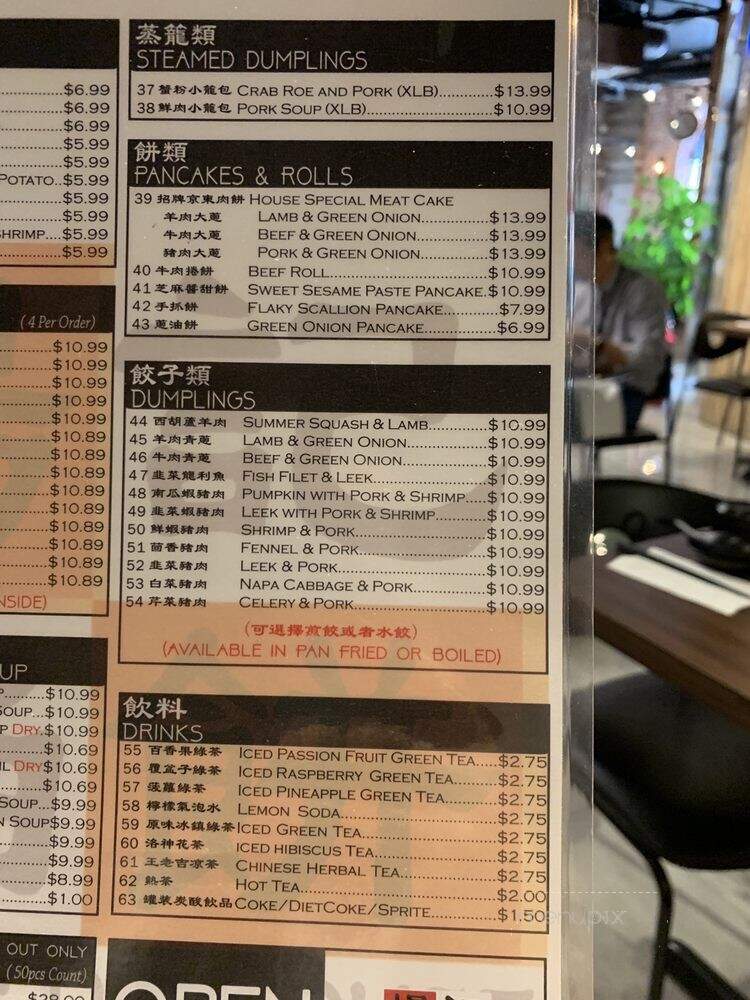 $6.99
$6.99
$6.99
$5.99
$5.99
POTATO..$5.99
$5.99
$5.99
SHRIMP....$5.99
$5.99
(4 Per Order)
$10.99
$10.99
$10.99
$10.99
$10.99
$10.89
$10.89
$10.89
$10.89
$10.89
$10.89
$10.89
$10.89
$10.89
NSIDE)
UP
P..........$10.99
SOUP...$10.99
P DRY.$10.99
$10.69
IL DRY$10.69
$10.69
SOUP...$9.99
N SOUP$9.99
$9.99
$9.99
$8.99
$1.00
OUT ONLY
(50pcs Count)
蒸龍類
STEAMED DUMPLINGS
37 蟹粉小龍包 CRAB ROE AND PORK (XLB)............$13.99
38 鮮肉小龍包 PORK SOUP (XLB)............$10.99
餅類
PANCAKES & ROLLS
39 招牌京東肉餅 HOUSE SPECIAL MEAT CAKE
羊肉大蔥 LAMB & GREEN ONION............$13.99
牛肉大蔥 BEEF & GREEN ONION............$13.99
豬肉大蔥 PORK & GREEN ONION............$13.99
40 牛肉捲餅 BEEF ROLL............$10.99
41 芝麻醬甜餅 SWEET SESAME PASTE PANCAKE.$10.99
42 手抓餅 FLAKY SCALLION PANCAKE............$7.99
43 蔥油餅 GREEN ONION PANCAKE............$6.99
餃子類
DUMPLINGS
44 西胡蘆羊肉 SUMMER SQUASH & LAMB............$10.99
45 羊肉青蔥 LAMB & GREEN ONION............$10.99
46 牛肉青蔥 BEEF & GREEN ONION............$10.99
47 韭菜龍利魚 FISH FILET & LEEK............$10.99
48 南瓜蝦豬肉 PUMPKIN WITH PORK & SHRIMP.....$10.99
49 韭菜蝦豬肉 LEEK WITH PORK & SHRIMP............$10.99
50 鮮蝦豬肉 SHRIMP & PORK............$10.99
51 茴香豬肉 FENNEL & PORK............$10.99
52 韭菜豬肉 LEEK & PORK............$10.99
53 白菜豬肉 NAPA CABBAGE & PORK............$10.99
54 芹菜豬肉 CELERY & PORK............$10.99
(可選擇煎餃或者水餃)
(AVAILABLE IN PAN FRIED OR BOILED)
飲料
DRINKS
55 百香果綠茶 ICED PASSION FRUIT GREEN TEA.....$2.75
56 覆盆子綠茶 ICED RASPBERRY GREEN TEA............$2.75
57 菠蘿綠茶 ICED PINEAPPLE GREEN TEA............$2.75
58 檸檬氣泡水 LEMON SODA............$2.75
59 原味冰鎮綠茶 ICED GREEN TEA............$2.75
60 洛神花茶 ICED HIBISCUS TEA............$2.75
61 王老吉凉茶 CHINESE HERBAL TEA............$2.75
62 熱茶 HOT TEA............$2.00
63 罐裝炭酸飲品 COKE/DIETCOKE/SPRITE............$1.50
OPEN
menupix